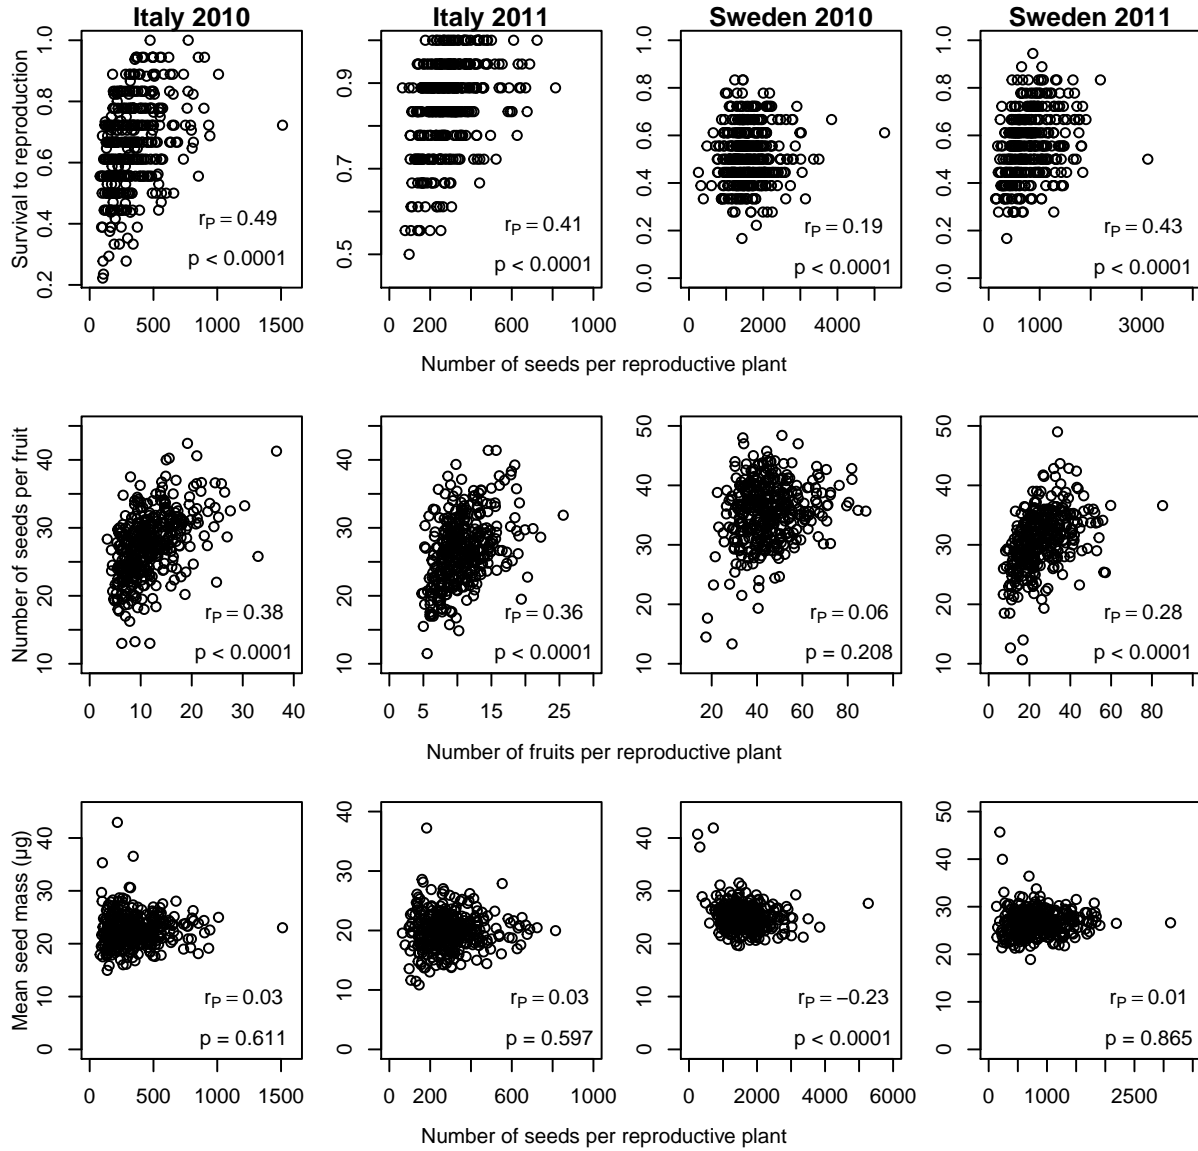 Italy 2010 Italy 2011 Sweden 2010 Sweden 2011
Survival to reproduction
0.2 0.4 0.6 0.8 1.0
0.5 0.7 0.9
0.0 0.2 0.4 0.6 0.8 1.0
0.0 0.2 0.4 0.6 0.8 1.0
rP = 0.49 rP = 0.41 rP = 0.19 rP = 0.43
p < 0.0001 p < 0.0001 p < 0.0001 p < 0.0001
0 500 1000 1500 0 200 600 1000 0 2000 4000 0 1000 3000
Number of seeds per reproductive plant
Number of seeds per fruit
10 20 30 40
10 20 30 40
10 20 30 40 50
10 20 30 40 50
rP = 0.38 rP = 0.36 rP = 0.06 rP = 0.28
p < 0.0001 p < 0.0001 p = 0.208 p < 0.0001
0 10 20 30 40 0 5 15 25 20 40 60 80 0 20 40 60 80
Number of fruits per reproductive plant
Mean seed mass (μg)
0 10 20 30 40
0 10 20 30 40
0 10 20 30 40
0 10 20 30 40 50
rP = 0.03 rP = 0.03 rP = −0.23 rP = 0.01
p = 0.611 p = 0.597 p < 0.0001 p = 0.865
0 500 1000 1500 0 200 600 1000 0 2000 4000 6000 0 1000 2500
Number of seeds per reproductive plant